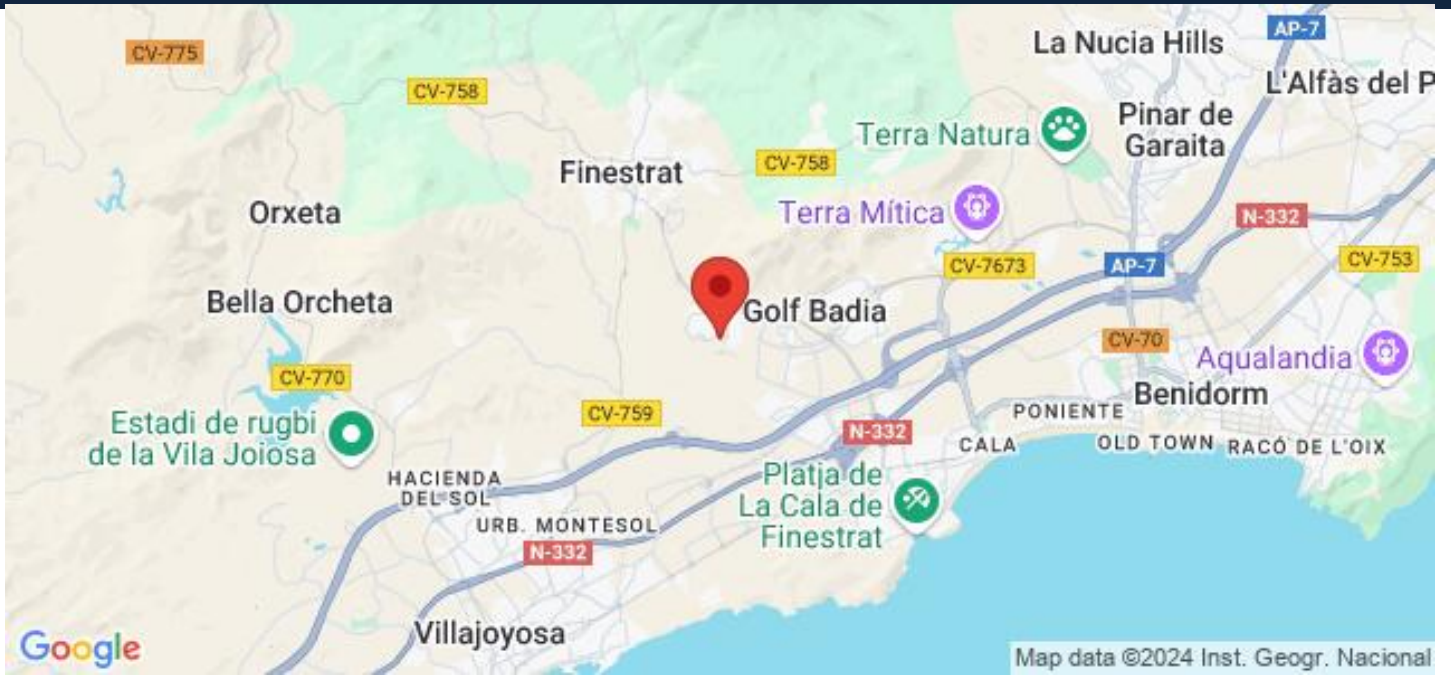 AP-7
La Nucia Hills
CV-775
CV-758
L'Alfàs del P
Pinar de
Garaita
Terra Natura
Finestrat
CV-758
Orxeta
Terra Mítica
N-332
CV-7673
AP-7
CV-753
Bella Orcheta
Golf Badia
CV-70
Aqualandia
CV-770
Benidorm
PONIENTE
CV-759
Estadi de rugbi
de la Vila Joiosa
N-332
CALA
OLD TOWN
RACÓ DE L'OIX
HACIENDA
DEL SOL
Platja de
La Cala de
Finestrat
URB. MONTESOL
N-332
Villajoyosa
Google
Map data ©2024 Inst. Geogr. Nacional